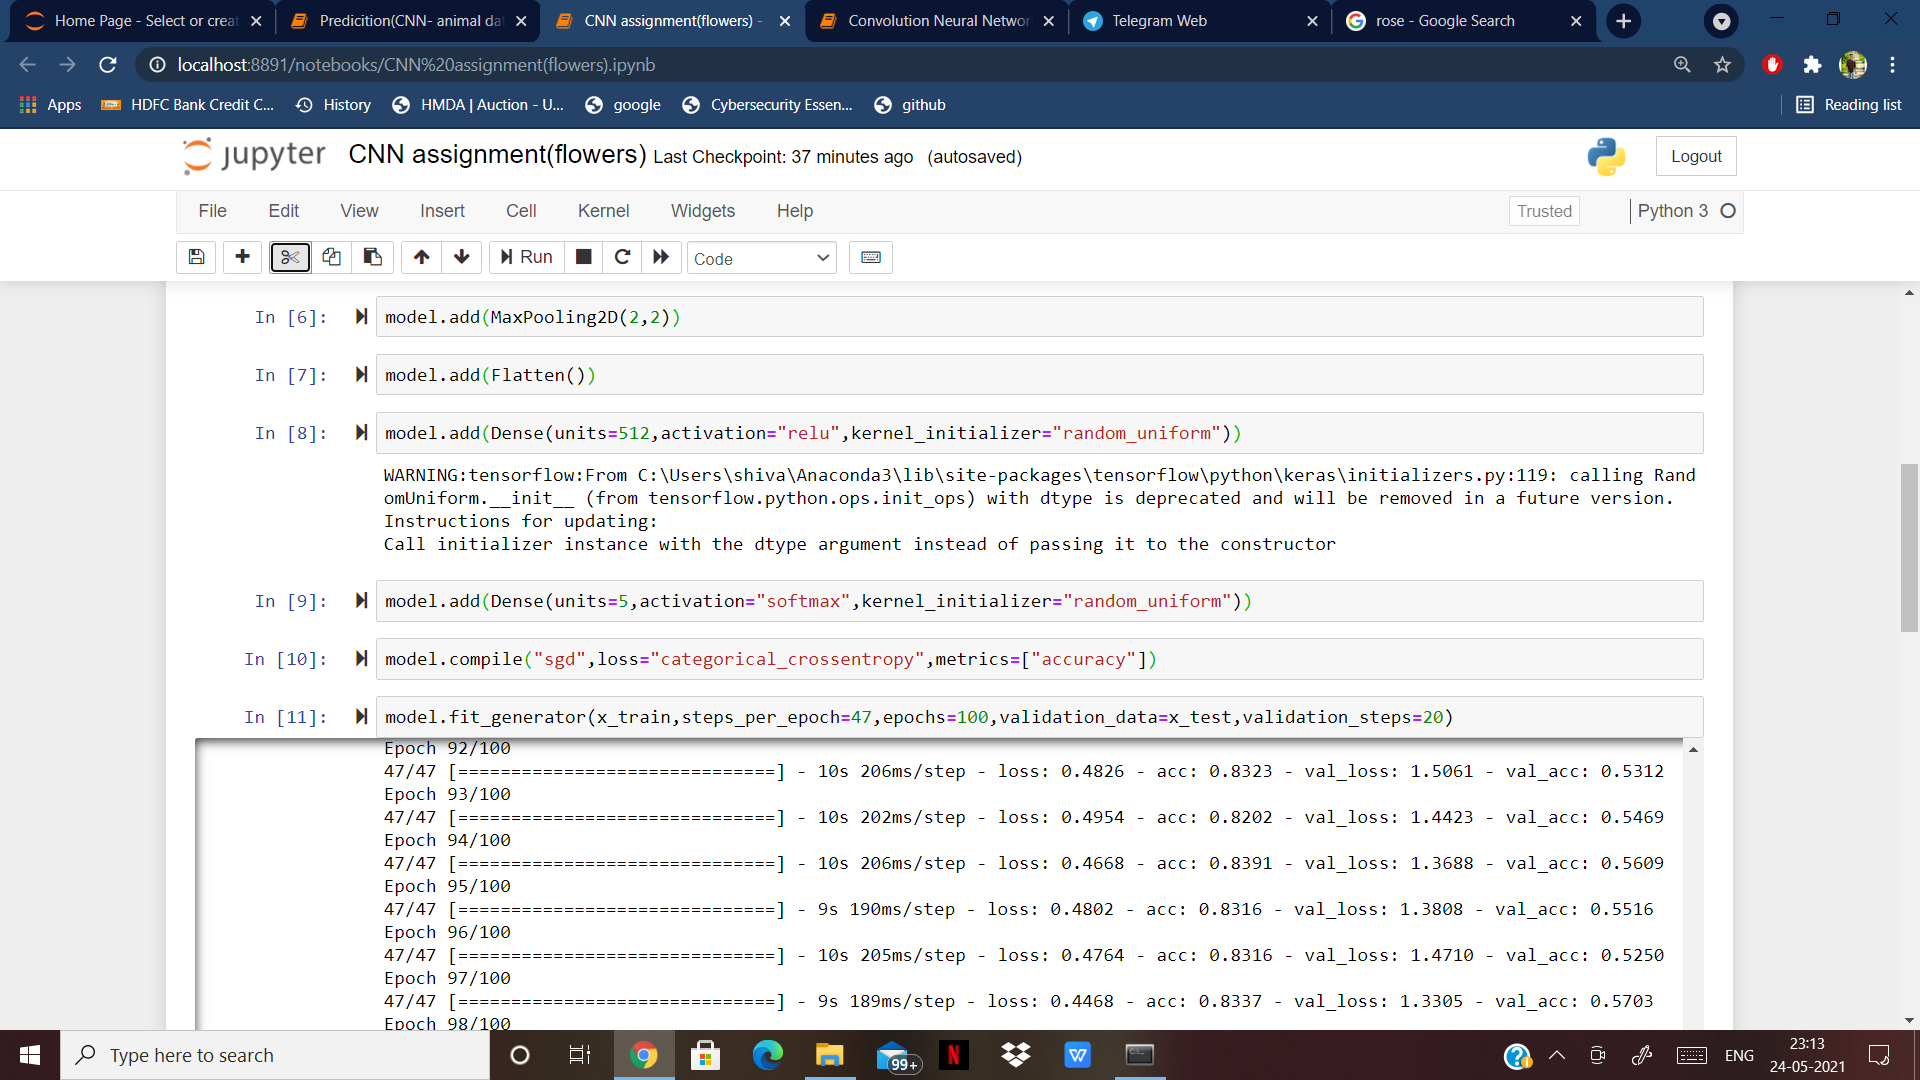 Home Page - Select or creat
Predicition(CNN- animal da
CNN assignment(flowers) -
Convolution Neural Networ
Telegram Web
rose - Google Search
localhost:8891/notebooks/CNN%20assignment(flowers).ipynb
Apps
HDFC Bank Credit C...
History
HMDA | Auction - U...
google
Cybersecurity Essen...
github
Reading list
jupyter CNN assignment(flowers) Last Checkpoint: 37 minutes ago (autosaved)
Logout
File Edit View Insert Cell Kernel Widgets Help
Trusted
Python 3
Run
Code
In [6]: model.add(MaxPooling2D(2,2))
In [7]: model.add(Flatten())
In [8]: model.add(Dense(units=512,activation="relu",kernel_initializer="random_uniform"))
WARNING:tensorflow:From C:\Users\shiva\Anaconda3\lib\site-packages\tensorflow\python\keras\initializers.py:119: calling Rand
omUniform.__init__ (from tensorflow.python.ops.init_ops) with dtype is deprecated and will be removed in a future version.
Instructions for updating:
Call initializer instance with the dtype argument instead of passing it to the constructor
In [9]: model.add(Dense(units=5,activation="softmax",kernel_initializer="random_uniform"))
In [10]: model.compile("sgd",loss="categorical_crossentropy",metrics=["accuracy"])
In [11]: model.fit_generator(x_train,steps_per_epoch=47,epochs=100,validation_data=x_test,validation_steps=20)
Epoch 92/100
47/47 [==============================] - 10s 206ms/step - loss: 0.4826 - acc: 0.8323 - val_loss: 1.5061 - val_acc: 0.5312
Epoch 93/100
47/47 [==============================] - 10s 202ms/step - loss: 0.4954 - acc: 0.8202 - val_loss: 1.4423 - val_acc: 0.5469
Epoch 94/100
47/47 [==============================] - 10s 206ms/step - loss: 0.4668 - acc: 0.8391 - val_loss: 1.3688 - val_acc: 0.5609
Epoch 95/100
47/47 [==============================] - 9s 190ms/step - loss: 0.4802 - acc: 0.8316 - val_loss: 1.3808 - val_acc: 0.5516
Epoch 96/100
47/47 [==============================] - 10s 205ms/step - loss: 0.4764 - acc: 0.8316 - val_loss: 1.4710 - val_acc: 0.5250
Epoch 97/100
47/47 [==============================] - 9s 189ms/step - loss: 0.4468 - acc: 0.8337 - val_loss: 1.3305 - val_acc: 0.5703
Epoch 98/100
Type here to search
99+
N
W
ENG
23:13
24-05-2021